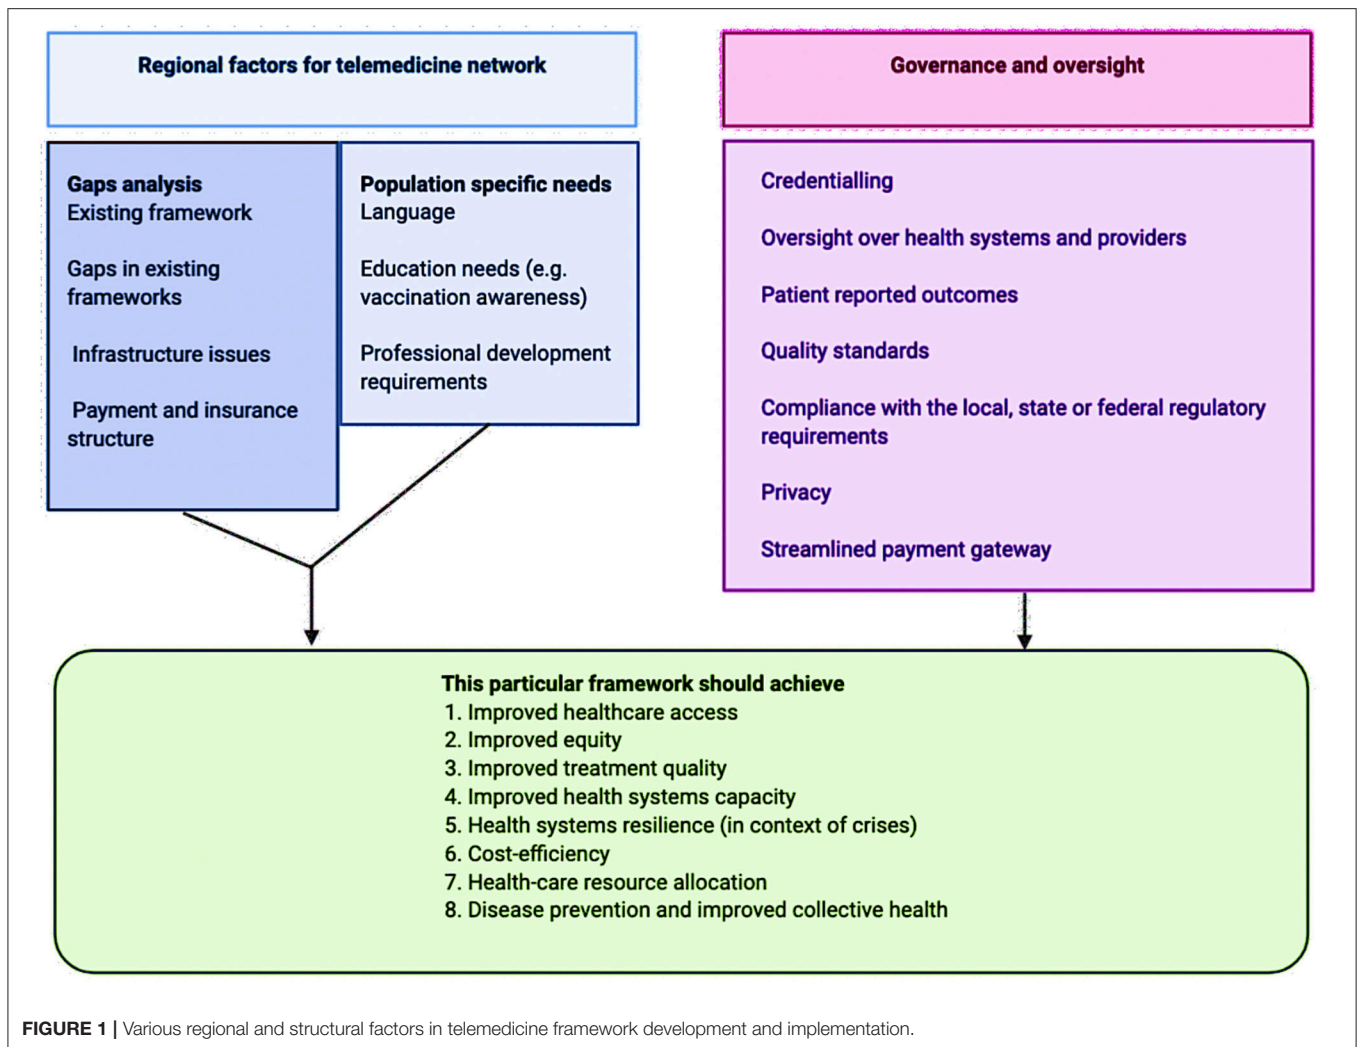 Regional factors for telemedicine network
Gaps analysis
Existing framework
Gaps in existing
frameworks
Infrastructure issues
Payment and insurance
structure
Population specific needs
Language
Education needs (e.g.
vaccination awareness)
Professional development
requirements
Governance and oversight
Credentialling
Oversight over health systems and providers
Patient reported outcomes
Quality standards
Compliance with the local, state or federal regulatory
requirements
Privacy
Streamlined payment gateway
This particular framework should achieve
1. Improved healthcare access
2. Improved equity
3. Improved treatment quality
4. Improved health systems capacity
5. Health systems resilience (in context of crises)
6. Cost-efficiency
7. Health-care resource allocation
8. Disease prevention and improved collective health
FIGURE 1 | Various regional and structural factors in telemedicine framework development and implementation.